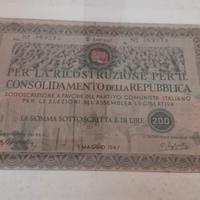 PER LA RICOSTRUZIONE PER IL
CONSOLIDAMENTO DELLA REPUBBLICA
SOTTOSCRIZIONE A FAVORE DEL PARTITO COMUNISTA ITALIANO
PER LE ELEZIONI ALL'ASSEMBLEA LEGISLATIVA
LA SOMMA SOTTOSCRITTA È DI LIRE 200
1 MAGGIO 1947